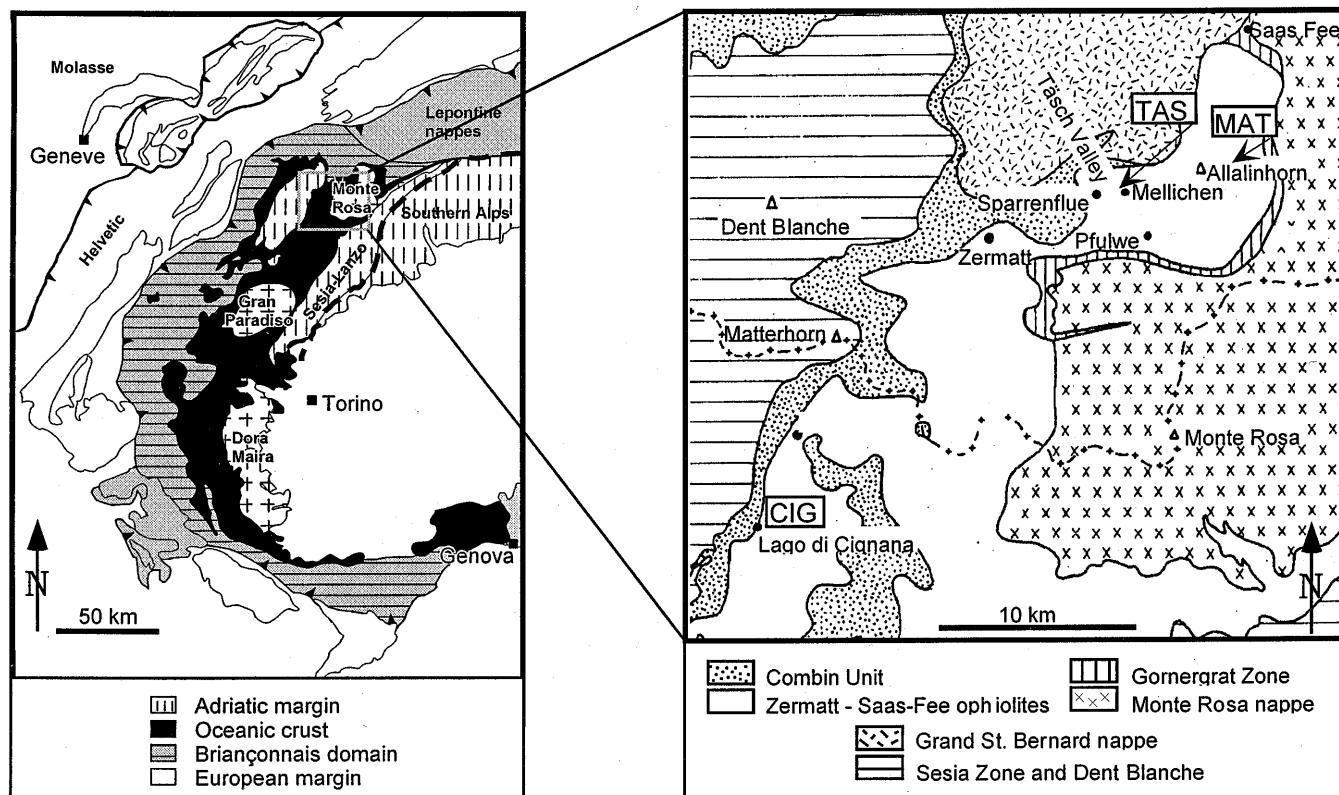 Molasse
Geneve
Helvetic
Lepontine
nappes
Monte
Rosa
Southern Alps
Sesia-Lanzo
Gran
Paradiso
Torino
Dora
Maira
Genova
N
50 km
Adriatic margin
Oceanic crust
Briançonnais domain
European margin
Saas Fee
Tasch Valley
TAS
MAT
Allalinhorn
Mellichen
Sparrenflue
Dent Blanche
Zermatt
Pfulwe
Matterhorn
Monte Rosa
CIG
Lago di Cignana
N
10 km
Combin Unit
Gornergrat Zone
Zermatt - Saas-Fee ophiolites
Monte Rosa nappe
Grand St. Bernard nappe
Sesia Zone and Dent Blanche